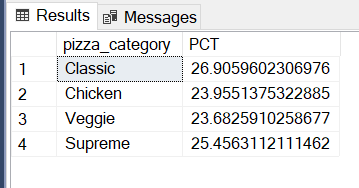 Results Messages
pizza_category PCT
1 Classic 26.9059602306976
2 Chicken 23.9551375322885
3 Veggie 23.6825910258677
4 Supreme 25.4563112111462